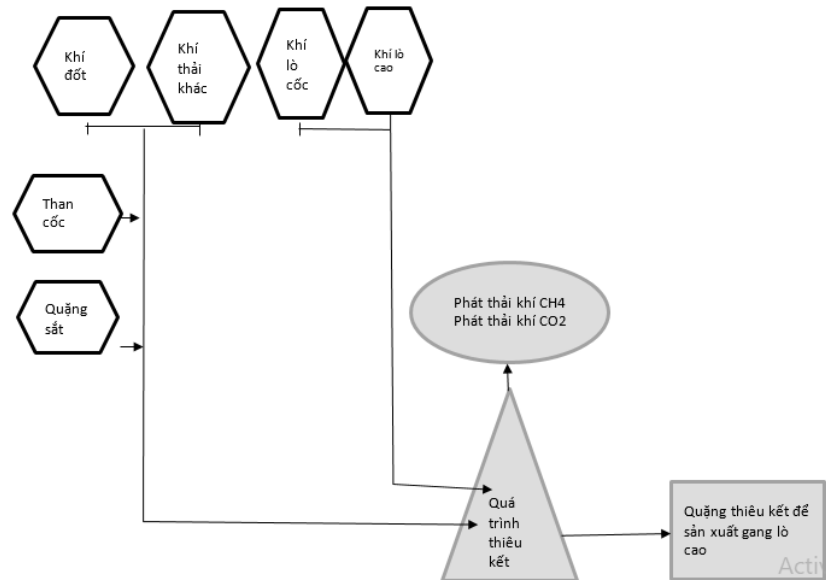 Khí
đốt
Khí
thải
khác
Khí
lò
cốc
Khí lò
cao
Than
cốc
Quặng
sắt
Phát thải khí CH4
Phát thải khí CO2
Quá
trình
thiêu
kết
Quặng thiêu kết để
sản xuất gang lò
cao